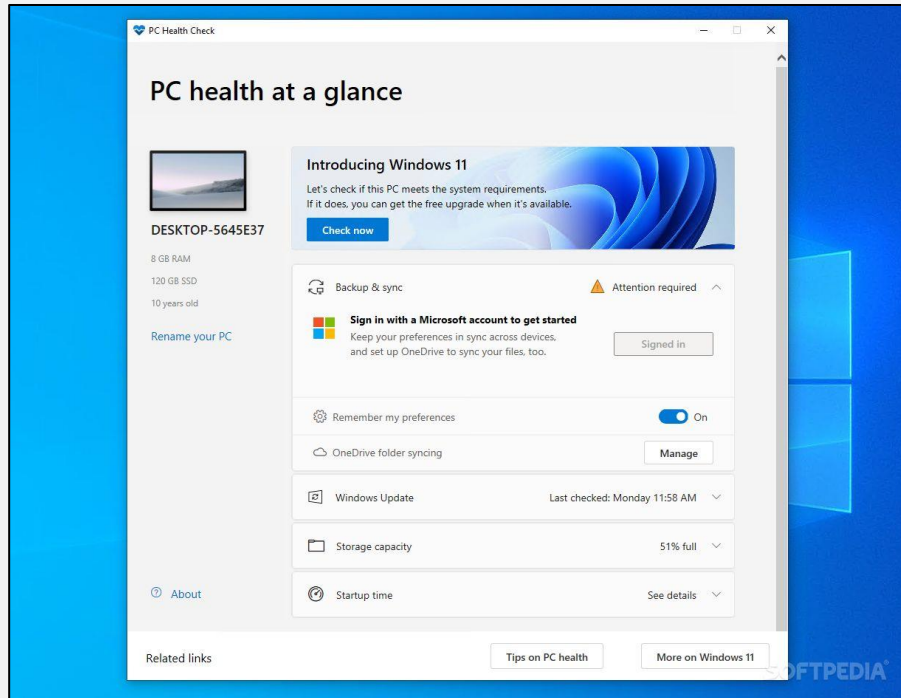 PC Health Check
PC health at a glance
DESKTOP-5645E37
8 GB RAM
120 GB SSD
10 years old
Rename your PC
Introducing Windows 11
Let's check if this PC meets the system requirements.
If it does, you can get the free upgrade when it's available.
Check now
Backup & sync
Attention required
Sign in with a Microsoft account to get started
Keep your preferences in sync across devices,
and set up OneDrive to sync your files, too.
Signed in
Remember my preferences
On
OneDrive folder syncing
Manage
Windows Update
Last checked: Monday 11:58 AM
Storage capacity
51% full
Startup time
See details
About
Related links
Tips on PC health
More on Windows 11
SOFTPEDIA